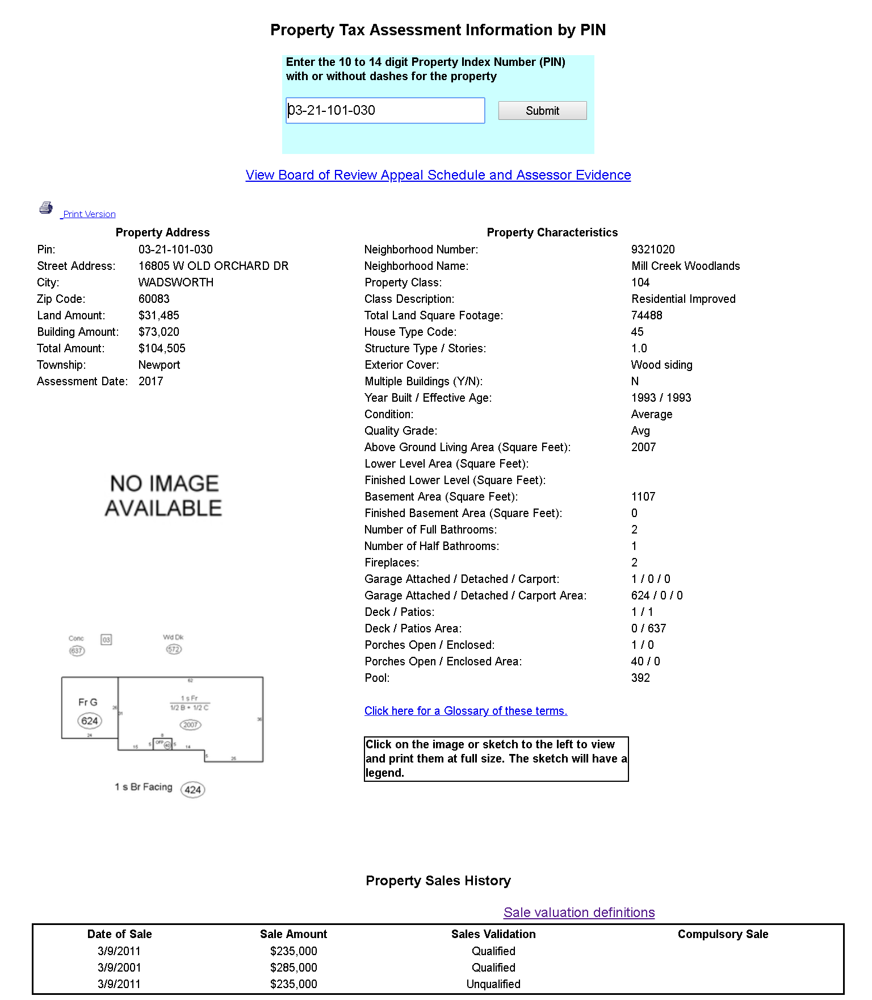 Property Tax Assessment Information by PIN
Enter the 10 to 14 digit Property Index Number (PIN)
with or without dashes for the property
03-21-101-030
Submit
View Board of Review Appeal Schedule and Assessor Evidence
Print Version
Property Address
Pin: 03-21-101-030
Street Address: 16805 W OLD ORCHARD DR
City: WADSWORTH
Zip Code: 60083
Land Amount: $31,485
Building Amount: $73,020
Total Amount: $104,505
Township: Newport
Assessment Date: 2017
NO IMAGE
AVAILABLE
Conc 03 Wd Dk
637 572
62
Fr G
1 s Fr
26 31 1/2 B + 1/2 C
624 2007 36
24 8
15 5 OFP 40 5 14
5 25
1 s Br Facing 424
Property Characteristics
Neighborhood Number: 9321020
Neighborhood Name: Mill Creek Woodlands
Property Class: 104
Class Description: Residential Improved
Total Land Square Footage: 74488
House Type Code: 45
Structure Type / Stories: 1.0
Exterior Cover: Wood siding
Multiple Buildings (Y/N): N
Year Built / Effective Age: 1993 / 1993
Condition: Average
Quality Grade: Avg
Above Ground Living Area (Square Feet): 2007
Lower Level Area (Square Feet):
Finished Lower Level (Square Feet):
Basement Area (Square Feet): 1107
Finished Basement Area (Square Feet): 0
Number of Full Bathrooms: 2
Number of Half Bathrooms: 1
Fireplaces: 2
Garage Attached / Detached / Carport: 1 / 0 / 0
Garage Attached / Detached / Carport Area: 624 / 0 / 0
Deck / Patios: 1 / 1
Deck / Patios Area: 0 / 637
Porches Open / Enclosed: 1 / 0
Porches Open / Enclosed Area: 40 / 0
Pool: 392
Click here for a Glossary of these terms.
Click on the image or sketch to the left to view
and print them at full size. The sketch will have a
legend.
Property Sales History
Sale valuation definitions
Date of Sale Sale Amount Sales Validation Compulsory Sale
3/9/2011 $235,000 Qualified
3/9/2001 $285,000 Qualified
3/9/2011 $235,000 Unqualified